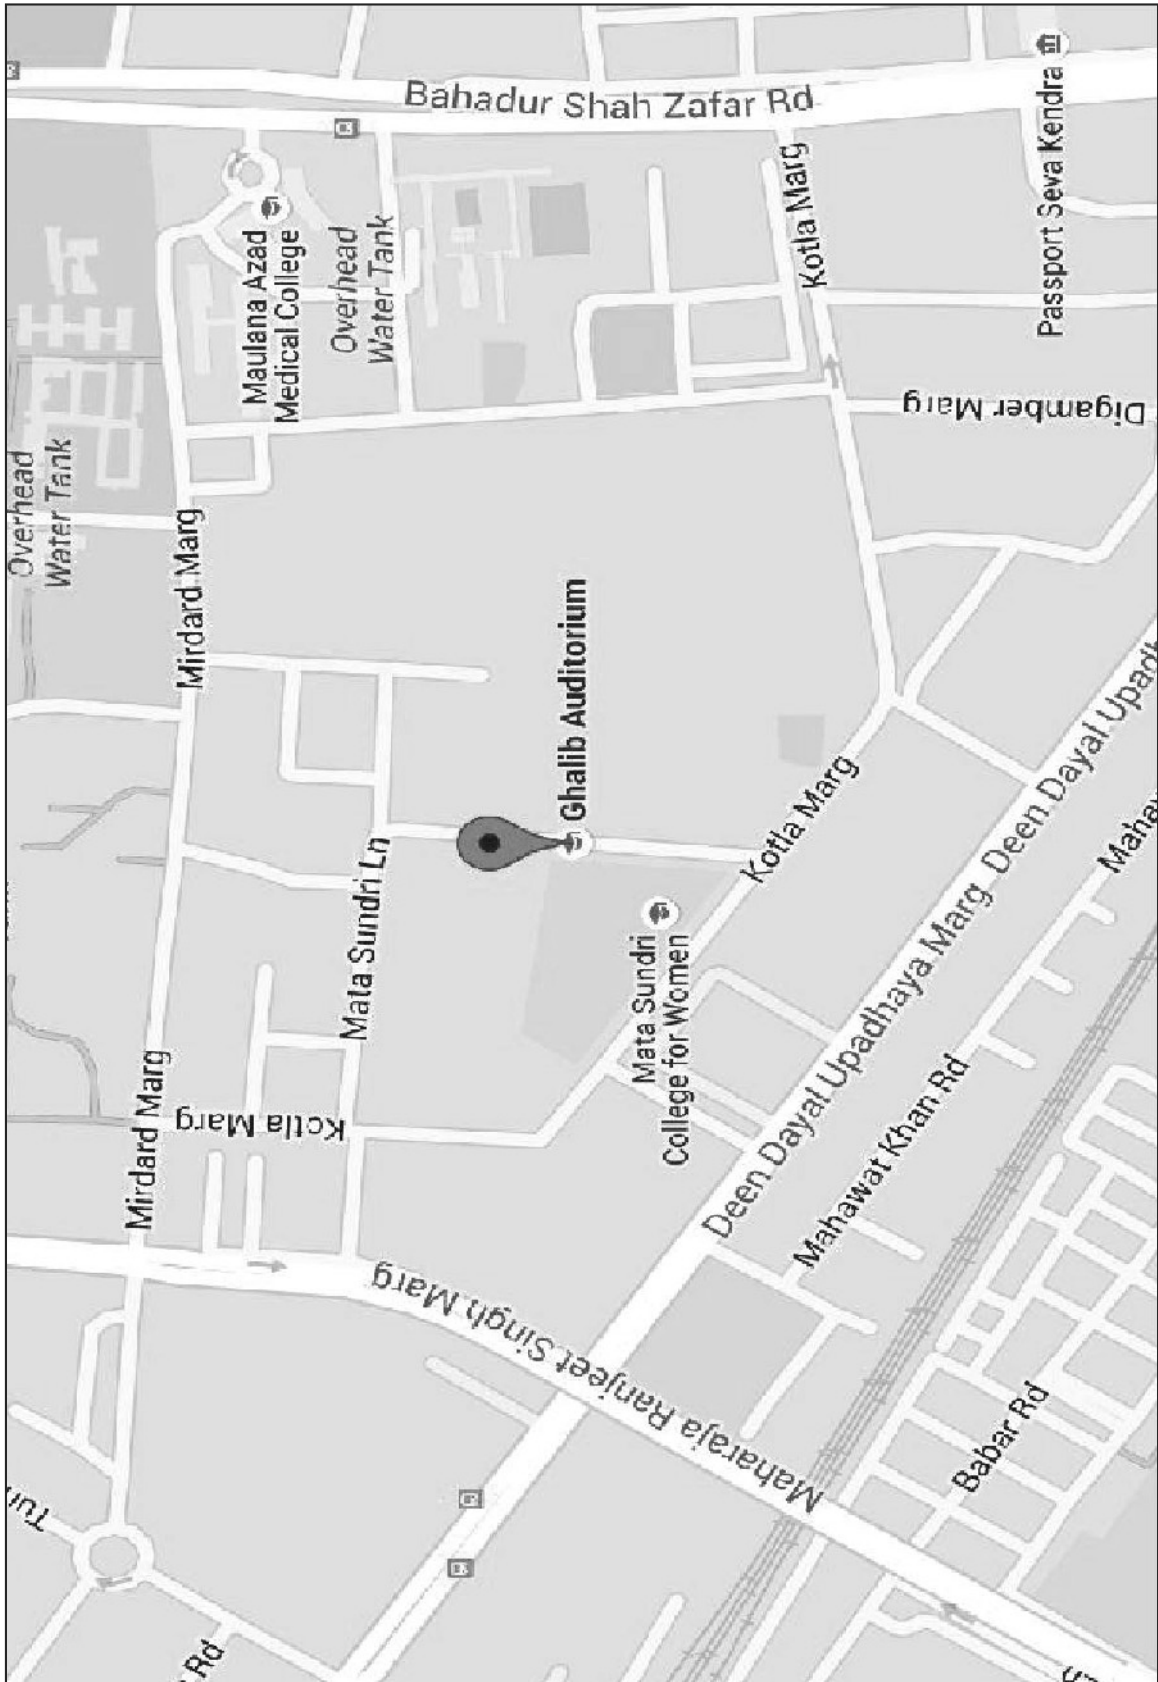 Bahadur Shah Zafar Rd
Passport Seva Kendra
Kotla Marg
Maulana Azad
Medical College
Overhead
Water Tank
Digamber Marg
Overhead
Water Tank
Mirdard Marg
Ghalib Auditorium
Mata Sundri Ln
Kotla Marg
Mata Sundri
College for Women
Deen Dayal Upadhaya Marg
Deen Dayal Upadh
Mahaw
Mahawat Khan Rd
Mirdard Marg
Kotla Marg
Maharaja Ranjeet Singh Marg
Babar Rd
Rd